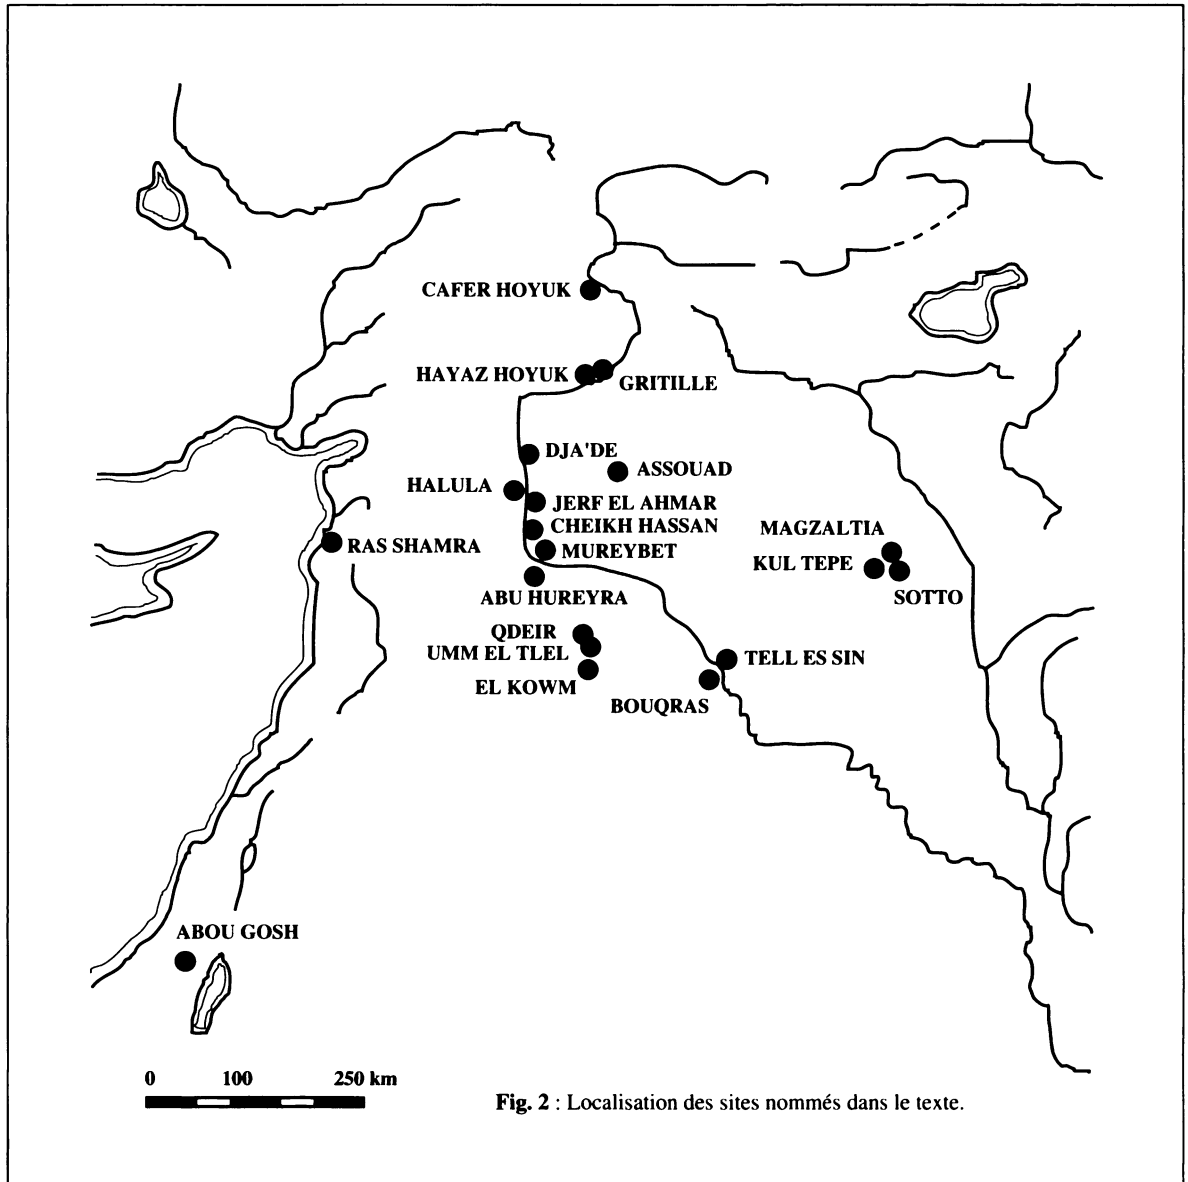 CAFER HOYUK
HAYAZ HOYUK
GRITILLE
DJA'DE
ASSOUAD
HALULA
JERF EL AHMAR
CHEIKH HASSAN
MAGZALTIA
RAS SHAMRA
MUREYBET
KUL TEPE
ABU HUREYRA
SOTTO
QDEIR
UMM EL TLEL
TELL ES SIN
EL KOWM
BOUQRAS
ABOU GOSH
0 100 250 km
Fig. 2 : Localisation des sites nommés dans le texte.